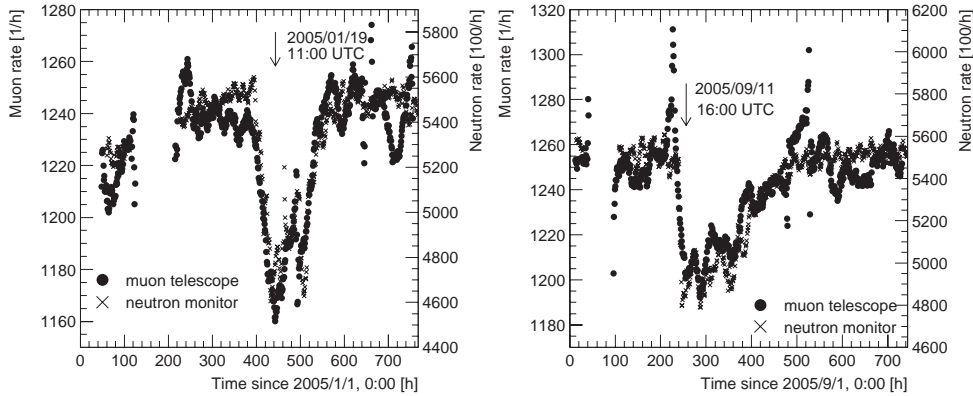 1280
1260
1240
1220
1200
1180
1160
Muon rate [1/h]
5800
5600
5400
5200
5000
4800
4600
4400
Neutron rate [100/h]
2005/01/19
11:00 UTC
muon telescope
neutron monitor
0 100 200 300 400 500 600 700
Time since 2005/1/1, 0:00 [h]
1320
1300
1280
1260
1240
1220
1200
1180
Muon rate [1/h]
6200
6000
5800
5600
5400
5200
5000
4800
4600
Neutron rate [100/h]
2005/09/11
16:00 UTC
muon telescope
neutron monitor
0 100 200 300 400 500 600 700
Time since 2005/9/1, 0:00 [h]